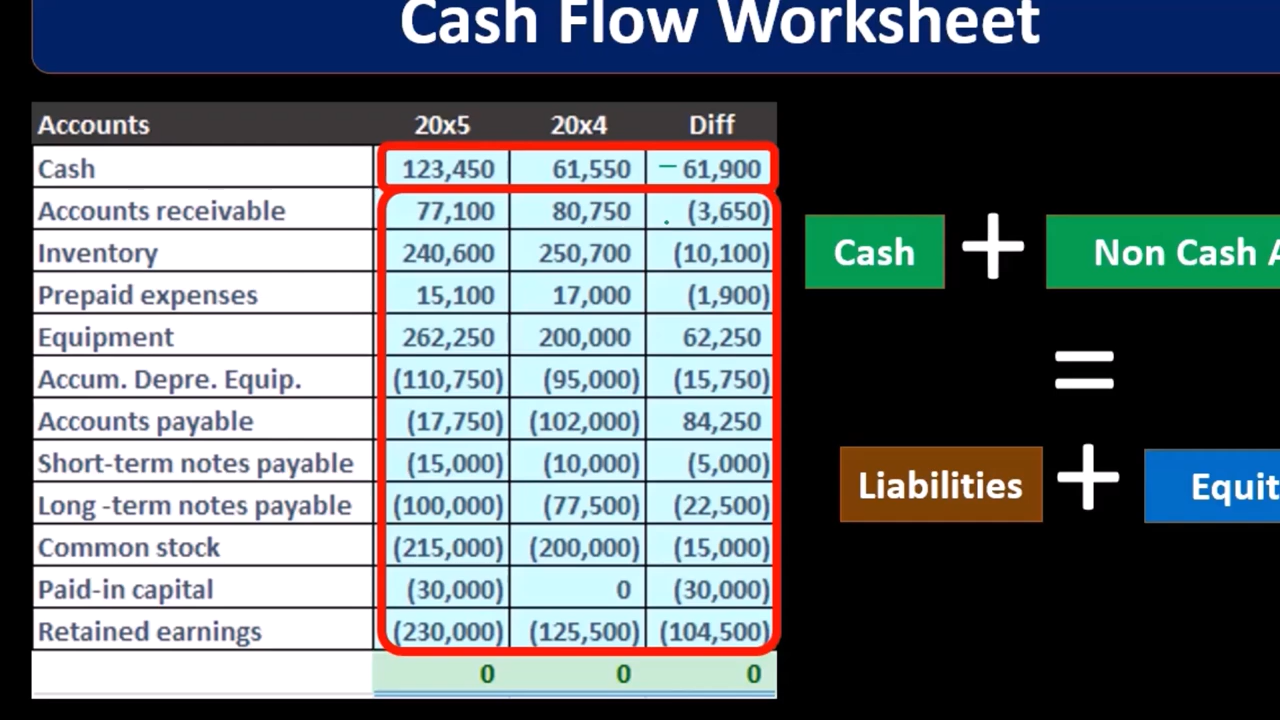 Cash Flow Worksheet
Accounts 20x5 20x4 Diff
Cash 123,450 61,550 61,900
Accounts receivable 77,100 80,750 (3,650)
Inventory 240,600 250,700 (10,100)
Prepaid expenses 15,100 17,000 (1,900)
Equipment 262,250 200,000 62,250
Accum. Depre. Equip. (110,750) (95,000) (15,750)
Accounts payable (17,750) (102,000) 84,250
Short-term notes payable (15,000) (10,000) (5,000)
Long -term notes payable (100,000) (77,500) (22,500)
Common stock (215,000) (200,000) (15,000)
Paid-in capital (30,000) 0 (30,000)
Retained earnings (230,000) (125,500) (104,500)
0 0 0
Cash + Non Cash A
=
Liabilities + Equit